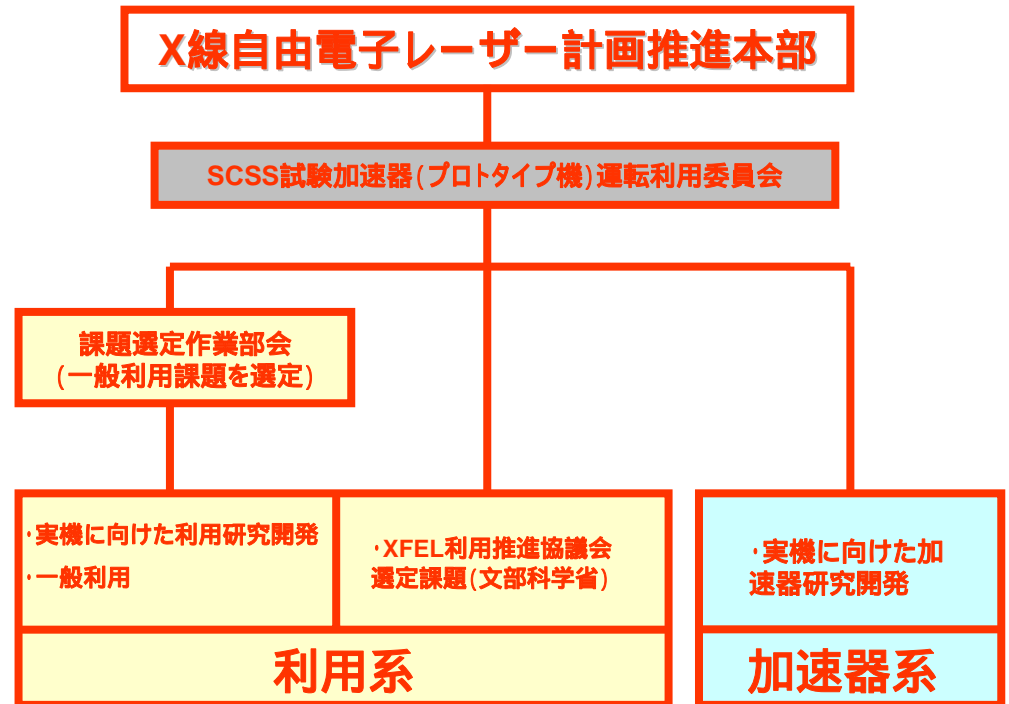 X線自由電子レーザー計画推進本部
SCSS試験加速器(プロトタイプ機)運転利用委員会
課題選定作業部会
(一般利用課題を選定)
・実機に向けた利用研究開発
・一般利用
・XFEL利用推進協議会
選定課題(文部科学省)
・実機に向けた加
速器研究開発
利用系
加速器系